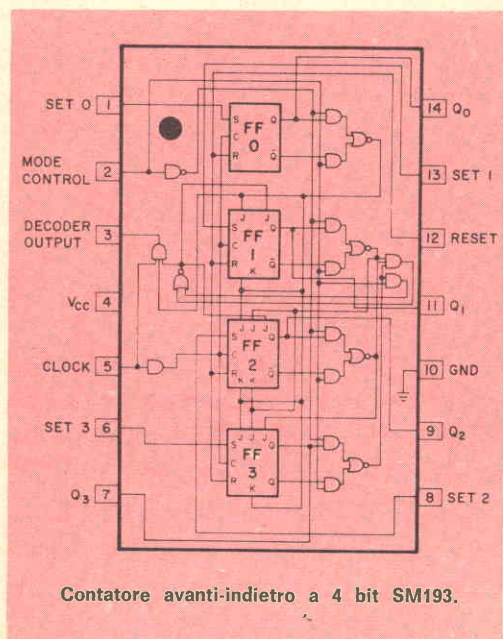 SET 0 1
MODE CONTROL 2
DECODER OUTPUT 3
VCC 4
CLOCK 5
SET 3 6
Q3 7
14 Q0
13 SET 1
12 RESET
11 Q1
10 GND
9 Q2
8 SET 2
S Q
FF
C 0
R Q̅
J J
S Q
FF
C 1
R K Q̅
J J J
S Q
FF
C 2
R K K Q̅
J J J
S Q
FF
C 3
R K Q̅
Contatore avanti-indietro a 4 bit SM193.